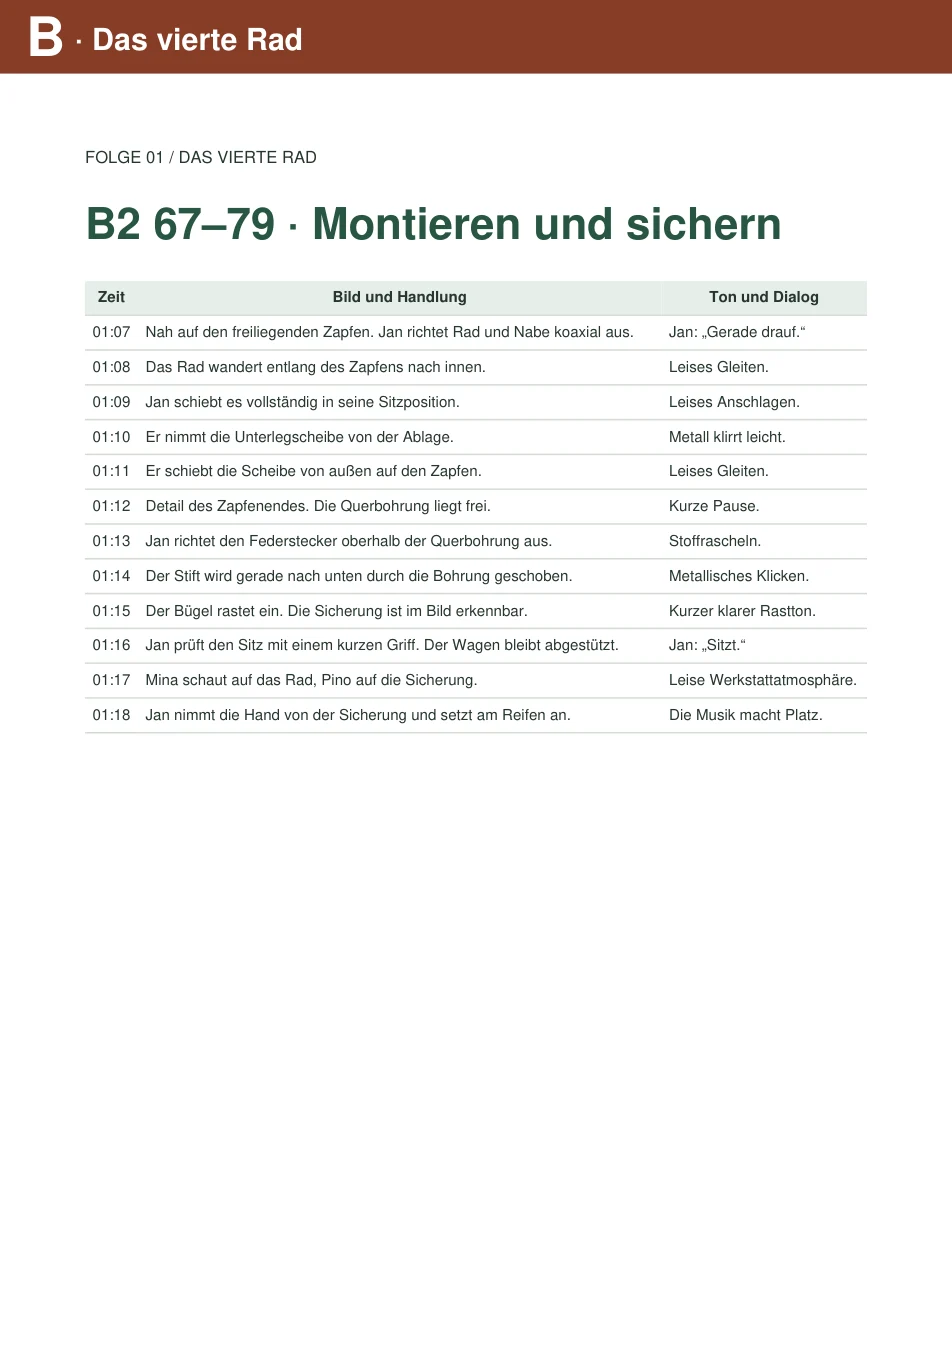 B · Das vierte Rad
FOLGE 01 / DAS VIERTE RAD
B2 67–79 · Montieren und sichern
Zeit Bild und Handlung Ton und Dialog
01:07 Nah auf den freiliegenden Zapfen. Jan richtet Rad und Nabe koaxial aus. Jan: „Gerade drauf.“
01:08 Das Rad wandert entlang des Zapfens nach innen. Leises Gleiten.
01:09 Jan schiebt es vollständig in seine Sitzposition. Leises Anschlagen.
01:10 Er nimmt die Unterlegscheibe von der Ablage. Metall klirrt leicht.
01:11 Er schiebt die Scheibe von außen auf den Zapfen. Leises Gleiten.
01:12 Detail des Zapfenendes. Die Querbohrung liegt frei. Kurze Pause.
01:13 Jan richtet den Federstecker oberhalb der Querbohrung aus. Stoffrascheln.
01:14 Der Stift wird gerade nach unten durch die Bohrung geschoben. Metallisches Klicken.
01:15 Der Bügel rastet ein. Die Sicherung ist im Bild erkennbar. Kurzer klarer Rastton.
01:16 Jan prüft den Sitz mit einem kurzen Griff. Der Wagen bleibt abgestützt. Jan: „Sitzt.“
01:17 Mina schaut auf das Rad, Pino auf die Sicherung. Leise Werkstattatmosphäre.
01:18 Jan nimmt die Hand von der Sicherung und setzt am Reifen an. Die Musik macht Platz.